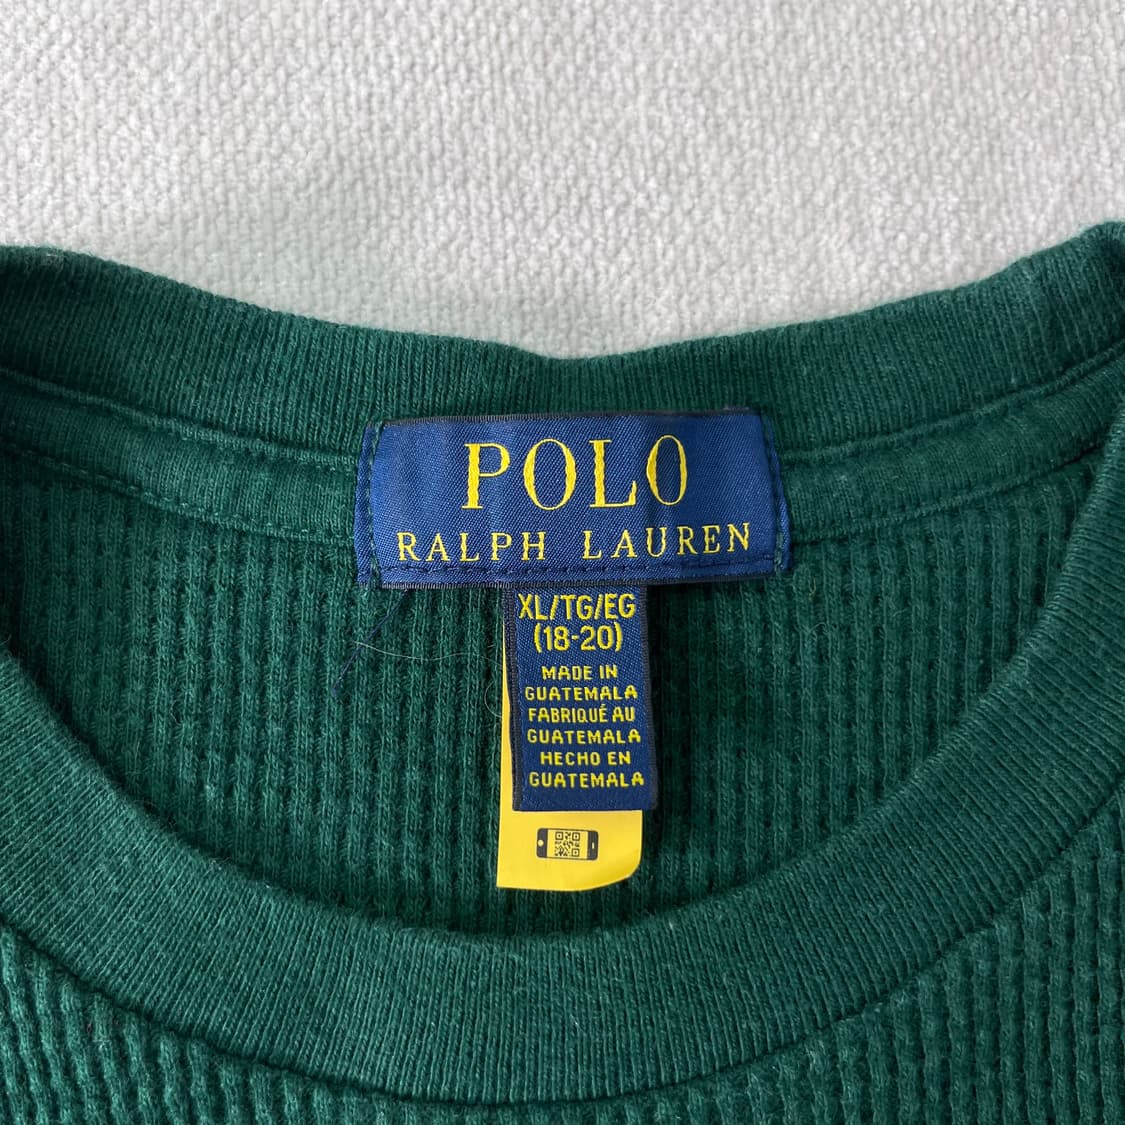 POLO
RALPH LAUREN
XL/TG/EG
(18-20)
MADE IN
GUATEMALA
FABRIQUÉ AU
GUATEMALA
HECHO EN
GUATEMALA